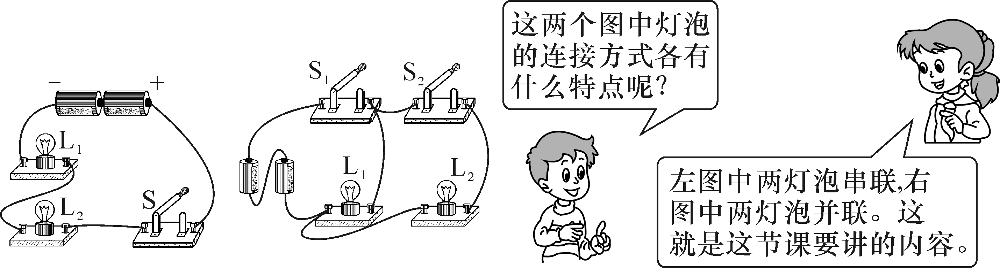 − +
L1
L2
S
S1
S2
L1
L2
这两个图中灯泡
的连接方式各有
什么特点呢？
左图中两灯泡串联,右
图中两灯泡并联。这
就是这节课要讲的内容。